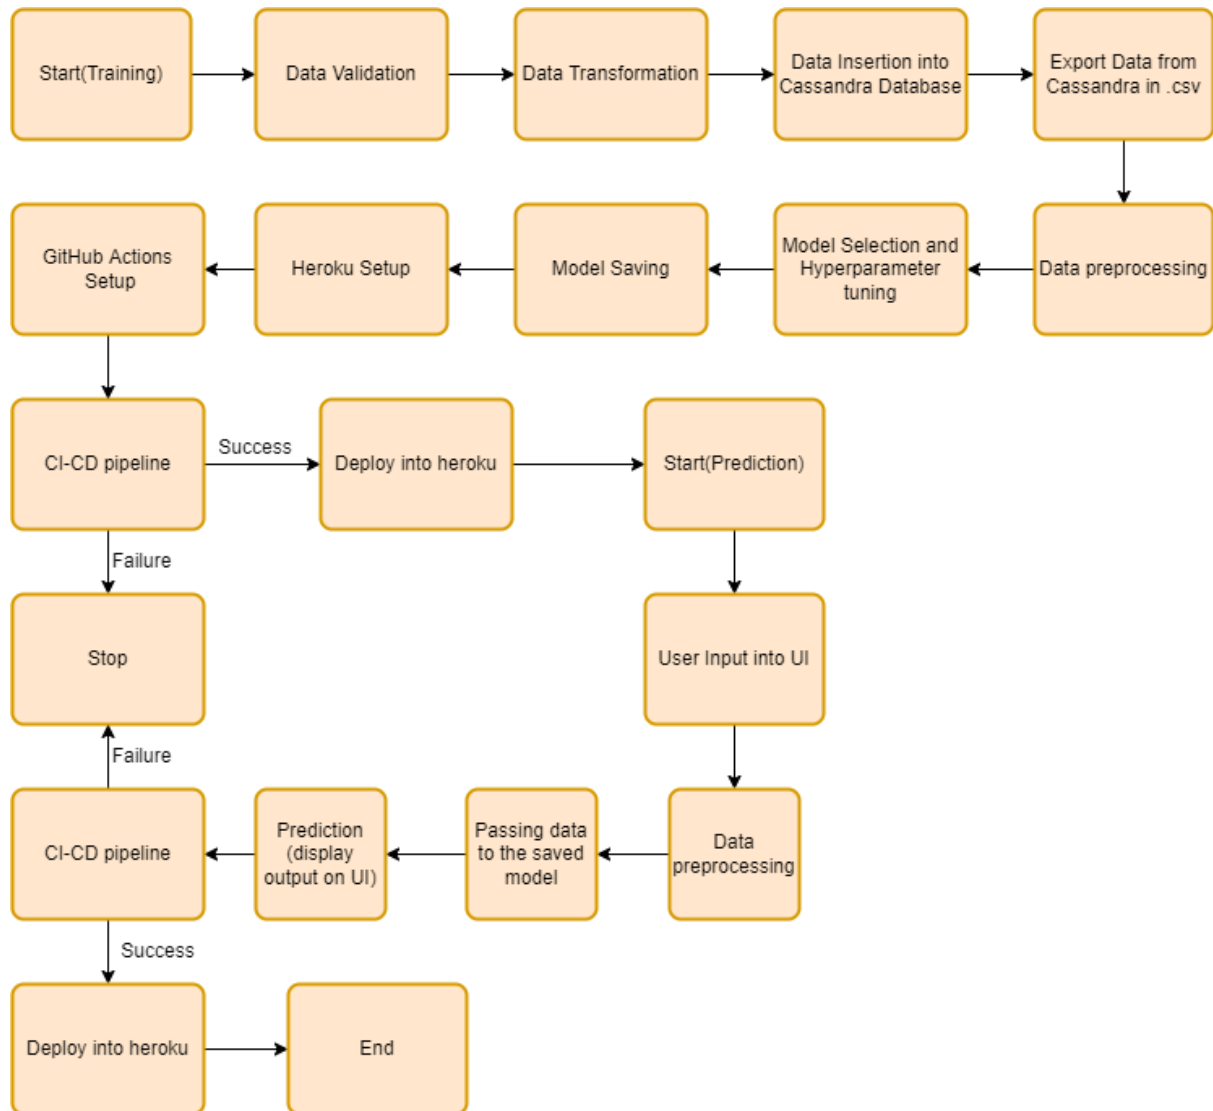 Start(Training)
Data Validation
Data Transformation
Data Insertion into
Cassandra Database
Export Data from
Cassandra in .csv
GitHub Actions
Setup
Heroku Setup
Model Saving
Model Selection and
Hyperparameter
tuning
Data preprocessing
CI-CD pipeline
Success
Deploy into heroku
Start(Prediction)
Failure
Stop
User Input into UI
Failure
CI-CD pipeline
Prediction
(display
output on UI)
Passing data
to the saved
model
Data
preprocessing
Success
Deploy into heroku
End